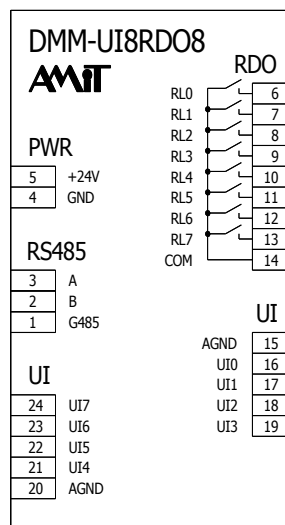 DMM-UI8RDO8
AMiT
RDO
RL0 6
RL1 7
RL2 8
RL3 9
RL4 10
RL5 11
RL6 12
RL7 13
COM 14
PWR
5 +24V
4 GND
RS485
3 A
2 B
1 G485
UI
AGND 15
UI0 16
UI1 17
UI2 18
UI3 19
UI
24 UI7
23 UI6
22 UI5
21 UI4
20 AGND